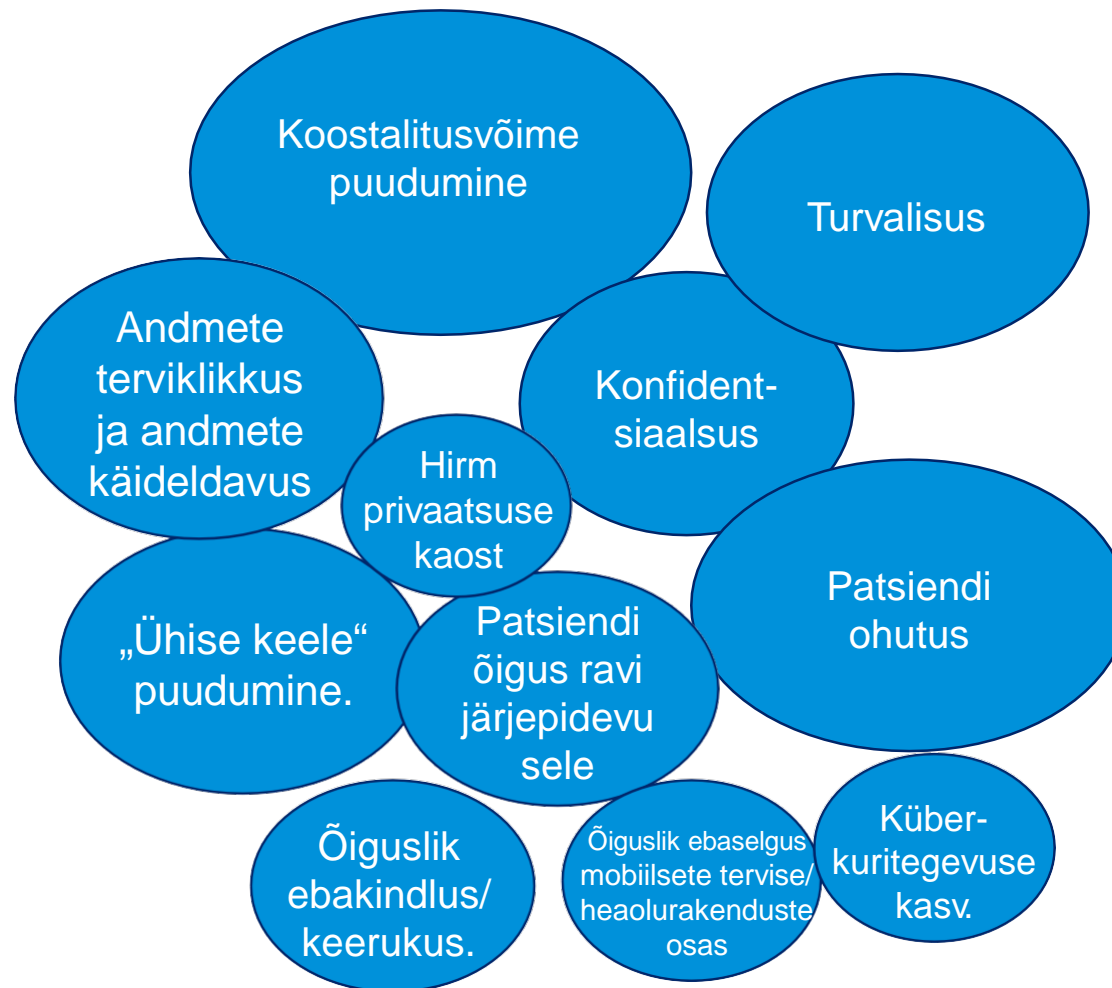 Koostalitusvõime
puudumine
Turvalisus
Andmete
terviklikkus
ja andmete
käideldavus
Konfident-
siaalsus
Hirm
privaatsuse
kaost
Patsiendi
ohutus
„Ühise keele“
puudumine.
Patsiendi
õigus ravi
järjepidevu
sele
Õiguslik
ebakindlus/
keerukus.
Õiguslik ebaselgus
mobiilsete tervise/
heaolurakenduste
osas
Küber-
kuritegevuse
kasv.